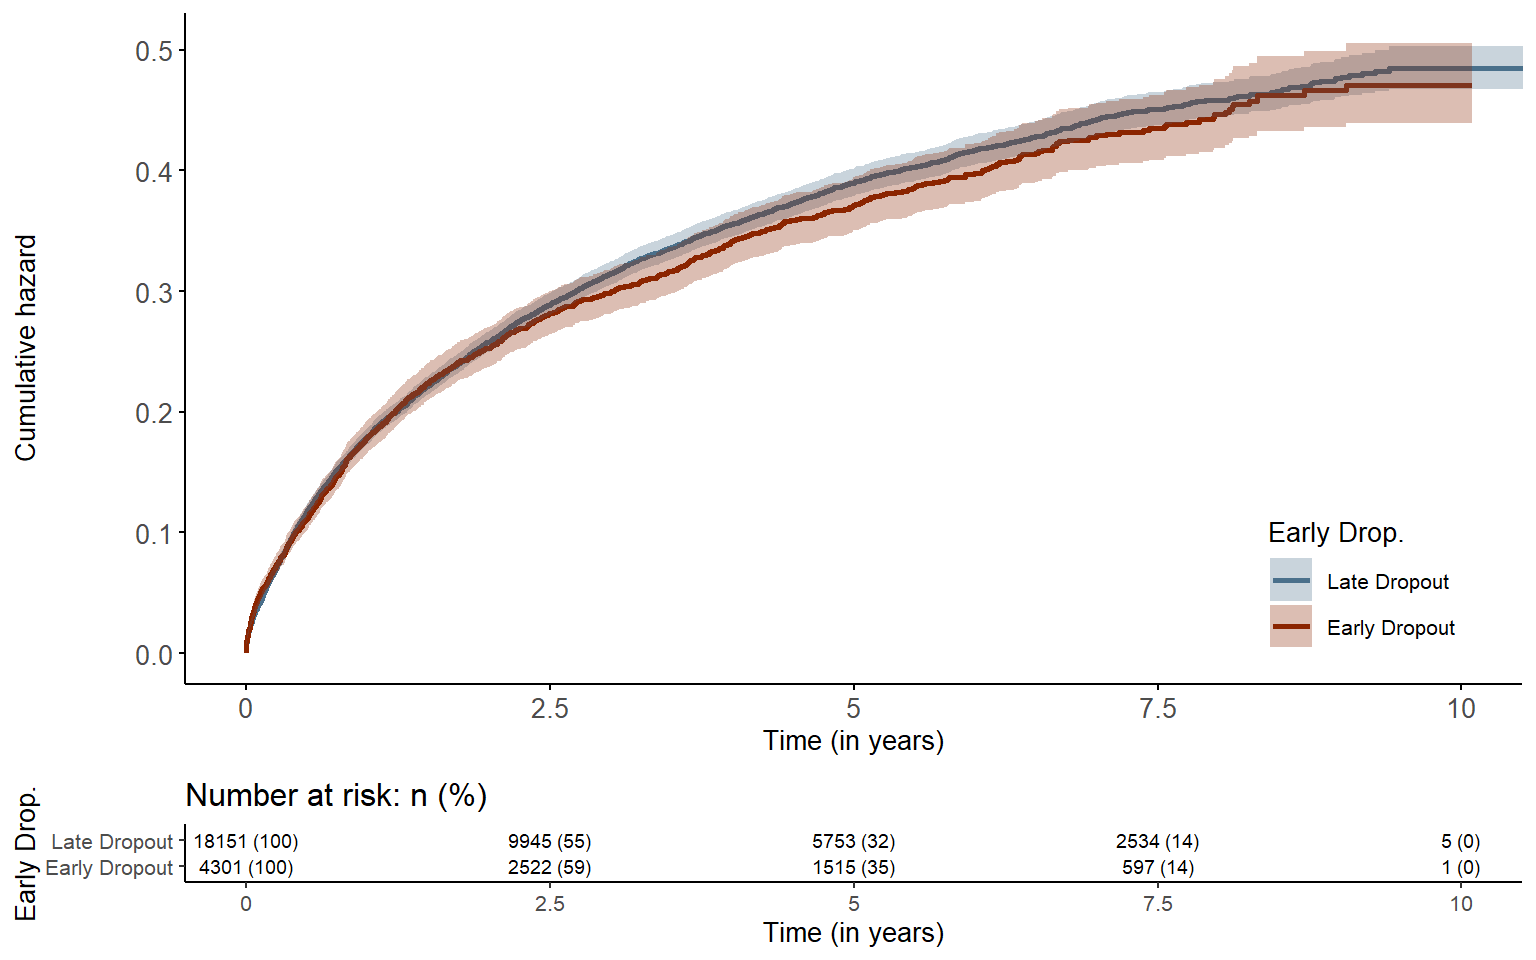 0.5
0.4
0.3
0.2
0.1
0.0
Cumulative hazard
0 2.5 5 7.5 10
Time (in years)
Early Drop.
Late Dropout
Early Dropout
Number at risk: n (%)
Early Drop.
Late Dropout 18151 (100) 9945 (55) 5753 (32) 2534 (14) 5 (0)
Early Dropout 4301 (100) 2522 (59) 1515 (35) 597 (14) 1 (0)
0 2.5 5 7.5 10
Time (in years)